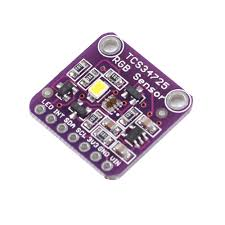 TCS34725
RGB Sensor
LED INT SDA SCL 3V3 GND VIN